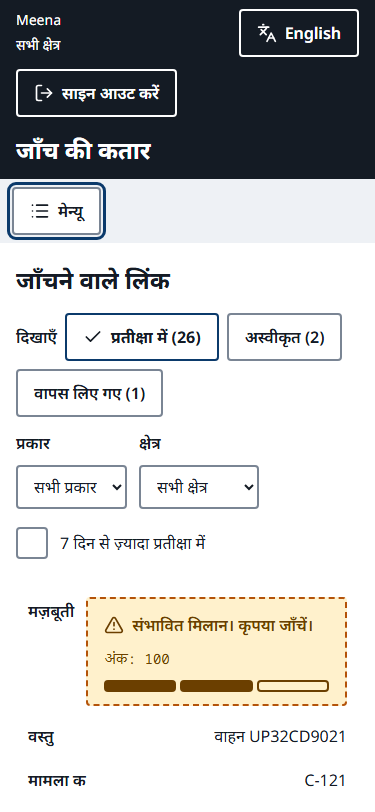 Meena
सभी क्षेत्र
English
साइन आउट करें
जाँच की कतार
मेन्यू
जाँचने वाले लिंक
दिखाएँ
प्रतीक्षा में (26)
अस्वीकृत (2)
वापस लिए गए (1)
प्रकार
क्षेत्र
सभी प्रकार
सभी क्षेत्र
7 दिन से ज़्यादा प्रतीक्षा में
मज़बूती
संभावित मिलान। कृपया जाँचें।
अंक: 100
वस्तु
वाहन UP32CD9021
मामला क
C-121